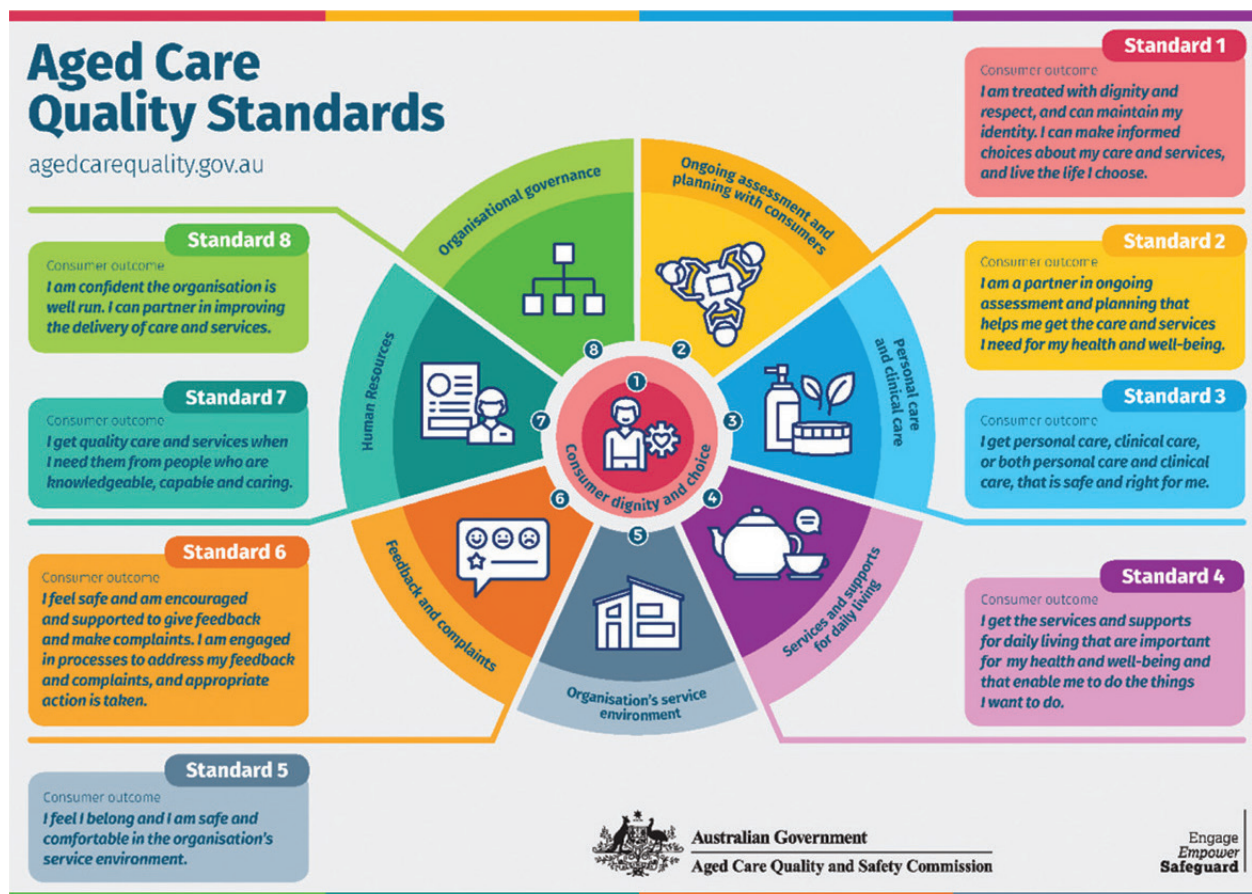 Aged Care
Quality Standards
agedcarequality.gov.au
Standard 1
Consumer outcome
I am treated with dignity and
respect, and can maintain my
identity. I can make informed
choices about my care and services,
and live the life I choose.
Standard 2
Consumer outcome
I am a partner in ongoing
assessment and planning that
helps me get the care and services
I need for my health and well-being.
Standard 3
Consumer outcome
I get personal care, clinical care,
or both personal care and clinical
care, that is safe and right for me.
Standard 4
Consumer outcome
I get the services and supports
for daily living that are important
for my health and well-being and
that enable me to do the things
I want to do.
Standard 8
Consumer outcome
I am confident the organisation is
well run. I can partner in improving
the delivery of care and services.
Standard 7
Consumer outcome
I get quality care and services when
I need them from people who are
knowledgeable, capable and caring.
Standard 6
Consumer outcome
I feel safe and am encouraged
and supported to give feedback
and make complaints. I am engaged
in processes to address my feedback
and complaints, and appropriate
action is taken.
Standard 5
Consumer outcome
I feel I belong and I am safe and
comfortable in the organisation's
service environment.
1
Consumer dignity and choice
2
Ongoing assessment and
planning with consumers
3
Personal care
and clinical care
4
Services and supports
for daily living
5
Organisation's service
environment
6
Feedback and complaints
7
Human Resources
8
Organisational governance
Australian Government
Aged Care Quality and Safety Commission
Engage
Empower
Safeguard